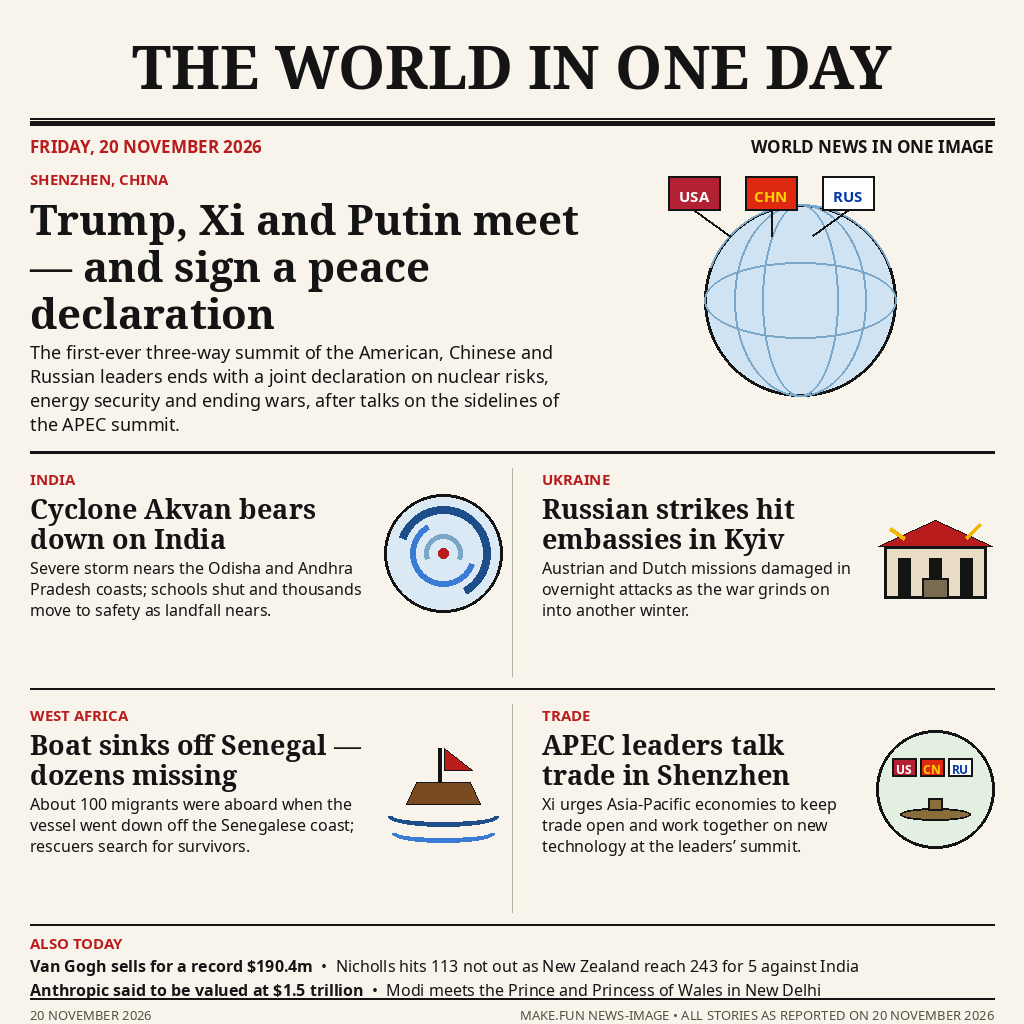 THE WORLD IN ONE DAY
FRIDAY, 20 NOVEMBER 2026
WORLD NEWS IN ONE IMAGE
SHENZHEN, CHINA
Trump, Xi and Putin meet
— and sign a peace
declaration
The first-ever three-way summit of the American, Chinese and
Russian leaders ends with a joint declaration on nuclear risks,
energy security and ending wars, after talks on the sidelines of
the APEC summit.
USA
CHN
RUS
INDIA
Cyclone Akvan bears
down on India
Severe storm nears the Odisha and Andhra
Pradesh coasts; schools shut and thousands
move to safety as landfall nears.
UKRAINE
Russian strikes hit
embassies in Kyiv
Austrian and Dutch missions damaged in
overnight attacks as the war grinds on
into another winter.
WEST AFRICA
Boat sinks off Senegal —
dozens missing
About 100 migrants were aboard when the
vessel went down off the Senegalese coast;
rescuers search for survivors.
TRADE
APEC leaders talk
trade in Shenzhen
Xi urges Asia-Pacific economies to keep
trade open and work together on new
technology at the leaders’ summit.
US
CN
RU
ALSO TODAY
Van Gogh sells for a record $190.4m • Nicholls hits 113 not out as New Zealand reach 243 for 5 against India
Anthropic said to be valued at $1.5 trillion • Modi meets the Prince and Princess of Wales in New Delhi
20 NOVEMBER 2026
MAKE.FUN NEWS-IMAGE • ALL STORIES AS REPORTED ON 20 NOVEMBER 2026